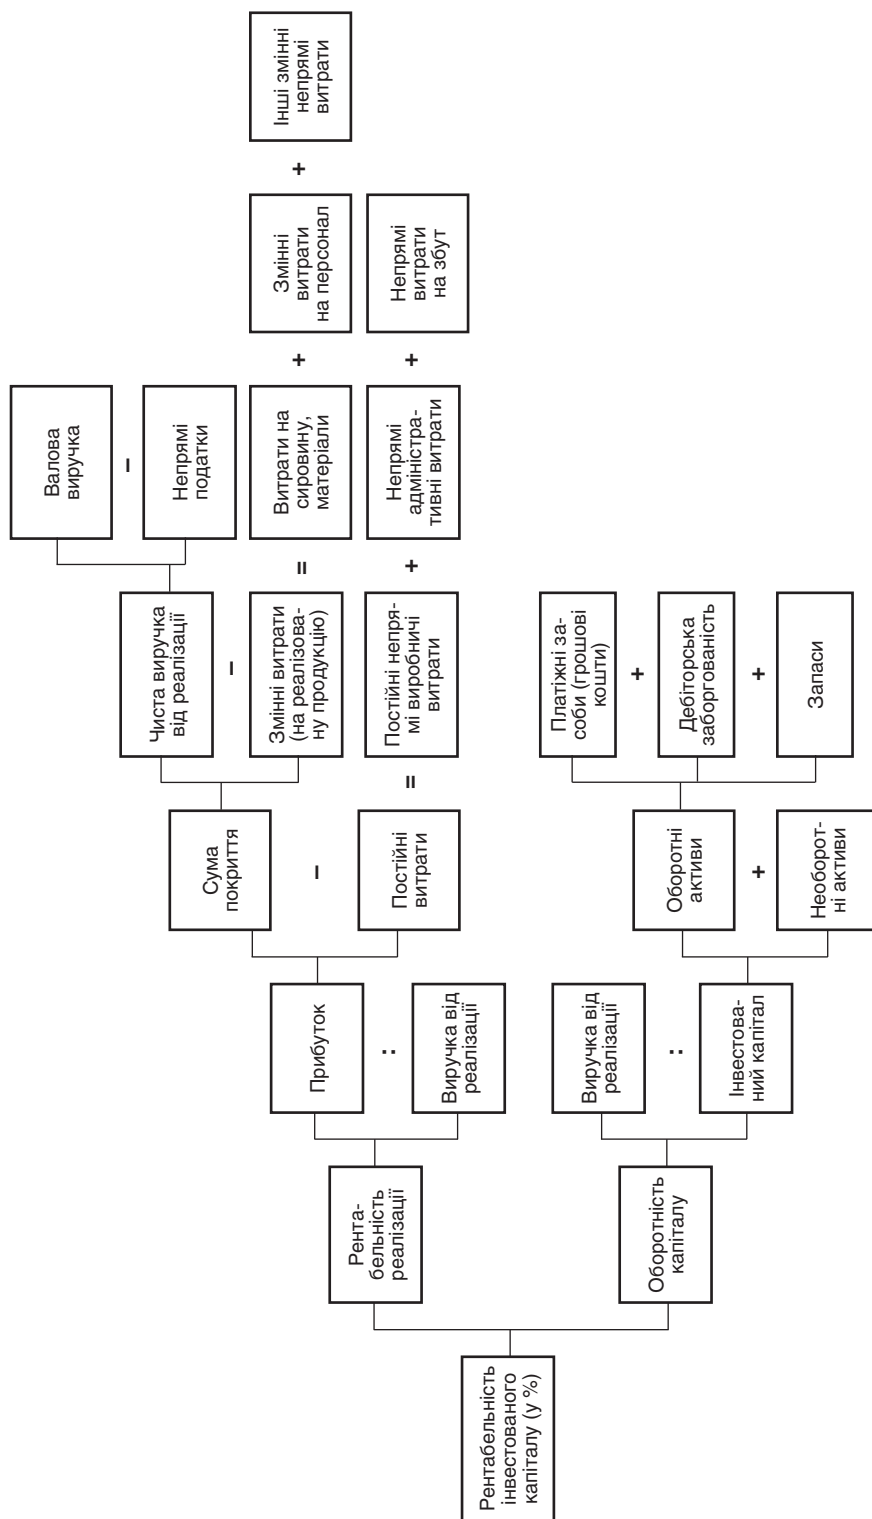 Рентабельність
інвестованого
капіталу (у %)
Рента-
бельність
реалізації
Оборотність
капіталу
Прибуток
:
Виручка від
реалізації
Виручка від
реалізації
:
Інвестова-
ний капітал
Сума
покриття
–
Постійні
витрати
Оборотні
активи
+
Необорот-
ні активи
Чиста виручка
від реалізації
–
Змінні витрати
(на реалізова-
ну продукцію)
=
Постійні непря-
мі виробничі
витрати
Платіжні за-
соби (грошові
кошти)
+
Дебіторська
заборгованість
+
Запаси
Валова
виручка
–
Непрямі
податки
=
Витрати на
сировину,
матеріали
+
Змінні
витрати
на персонал
+
Інші змінні
непрямі
витрати
+
Непрямі
адміністра-
тивні витрати
+
Непрямі
витрати
на збут